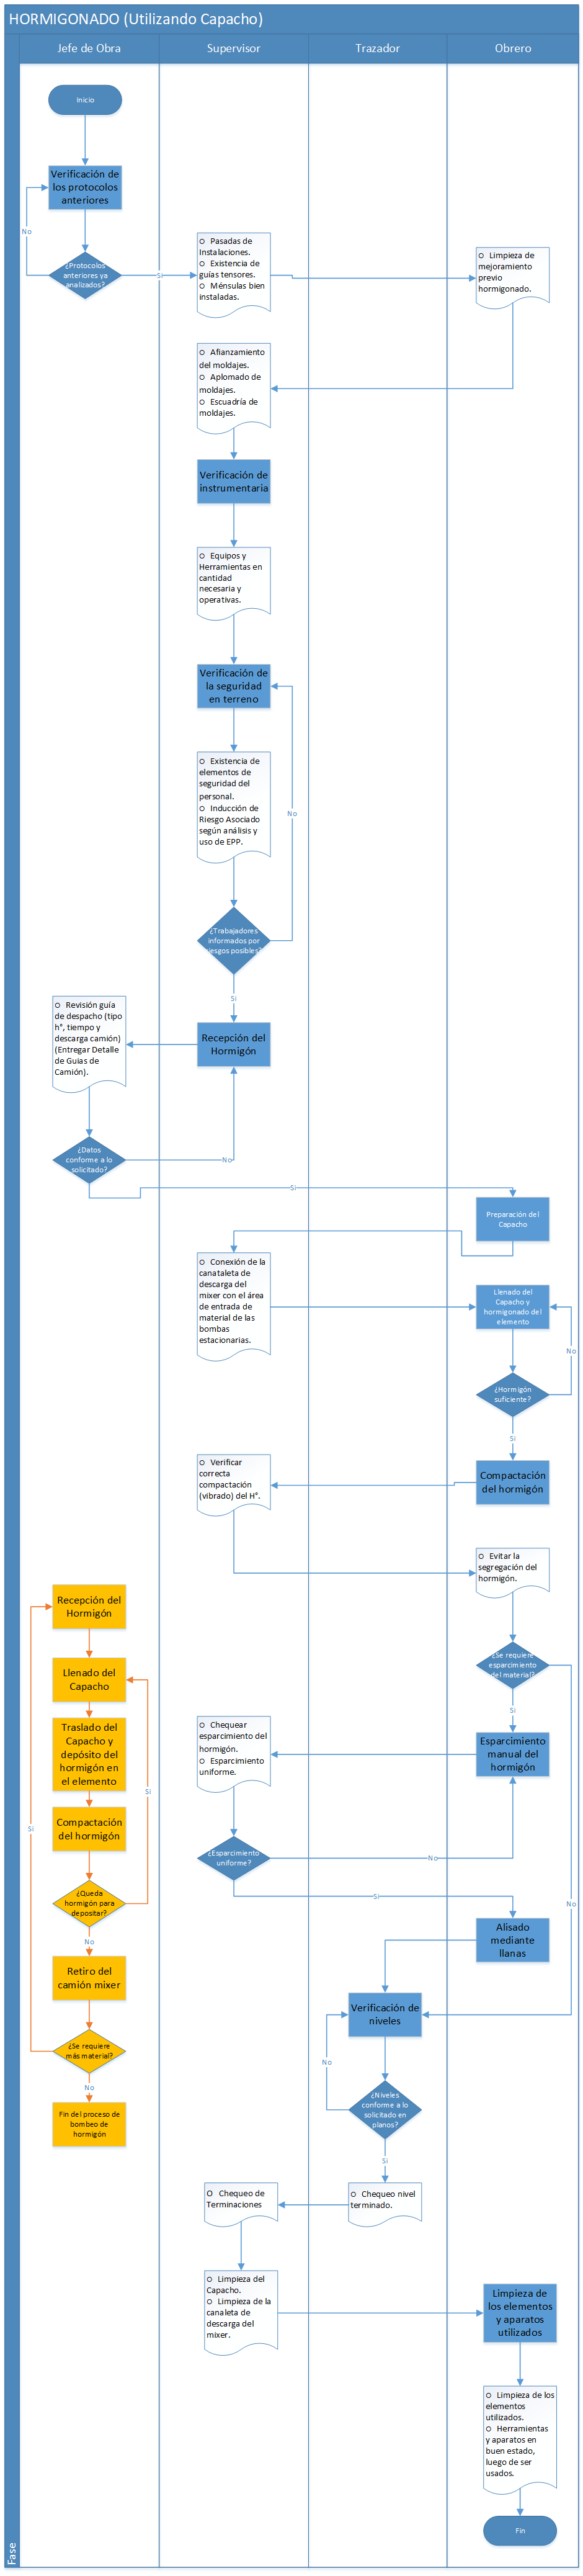 HORMIGONADO (Utilizando Capacho)
Jefe de Obra
Supervisor
Trazador
Obrero
Inicio
Verificación de
los protocolos
anteriores
No
¿Protocolos
anteriores ya
analizados?
Si
o Pasadas de
Instalaciones.
o Existencia de
guías tensores.
o Ménsulas bien
instaladas.
o Limpieza de
mejoramiento
previo
hormigonado.
o Afianzamiento
del moldajes.
o Aplomado de
moldajes.
o Escuadría de
moldajes.
Verificación de
instrumentaria
o Equipos y
Herramientas en
cantidad
necesaria y
operativas.
Verificación de
la seguridad
en terreno
o Existencia de
elementos de
seguridad del
personal.
o Inducción de
Riesgo Asociado
según análisis y
uso de EPP.
No
¿Trabajadores
informados por
riesgos posibles?
Si
o Revisión guía
de despacho (tipo
h°, tiempo y
descarga camión)
(Entregar Detalle
de Guias de
Camión).
Recepción del
Hormigón
¿Datos
conforme a lo
solicitado?
No
Si
Preparación del
Capacho
o Conexión de la
canataleta de
descarga del
mixer con el área
de entrada de
material de las
bombas
estacionarias.
Llenado del
Capacho y
hormigonado del
elemento
No
¿Hormigón
suficiente?
Si
o Verificar
correcta
compactación
(vibrado) del H°.
Compactación
del hormigón
o Evitar la
segregación del
hormigón.
¿Se requiere
esparcimiento
del material?
Si
No
o Chequear
esparcimiento del
hormigón.
o Esparcimiento
uniforme.
Esparcimiento
manual del
hormigón
¿Esparcimiento
uniforme?
No
Si
Alisado
mediante
llanas
Verificación de
niveles
No
¿Niveles
conforme a lo
solicitado en
planos?
Si
o Chequeo nivel
terminado.
o Chequeo de
Terminaciones
o Limpieza del
Capacho.
o Limpieza de la
canaleta de
descarga del
mixer.
Limpieza de
los elementos
y aparatos
utilizados
o Limpieza de los
elementos
utilizados.
o Herramientas
y aparatos en
buen estado,
luego de ser
usados.
Fin
Recepción del
Hormigón
Llenado del
Capacho
Traslado del
Capacho y
depósito del
hormigón en
el elemento
Compactación
del hormigón
Si
Si
¿Queda
hormigón para
depositar?
No
Retiro del
camión mixer
¿Se requiere
más material?
No
Fin del proceso de
bombeo de
hormigón
Fase